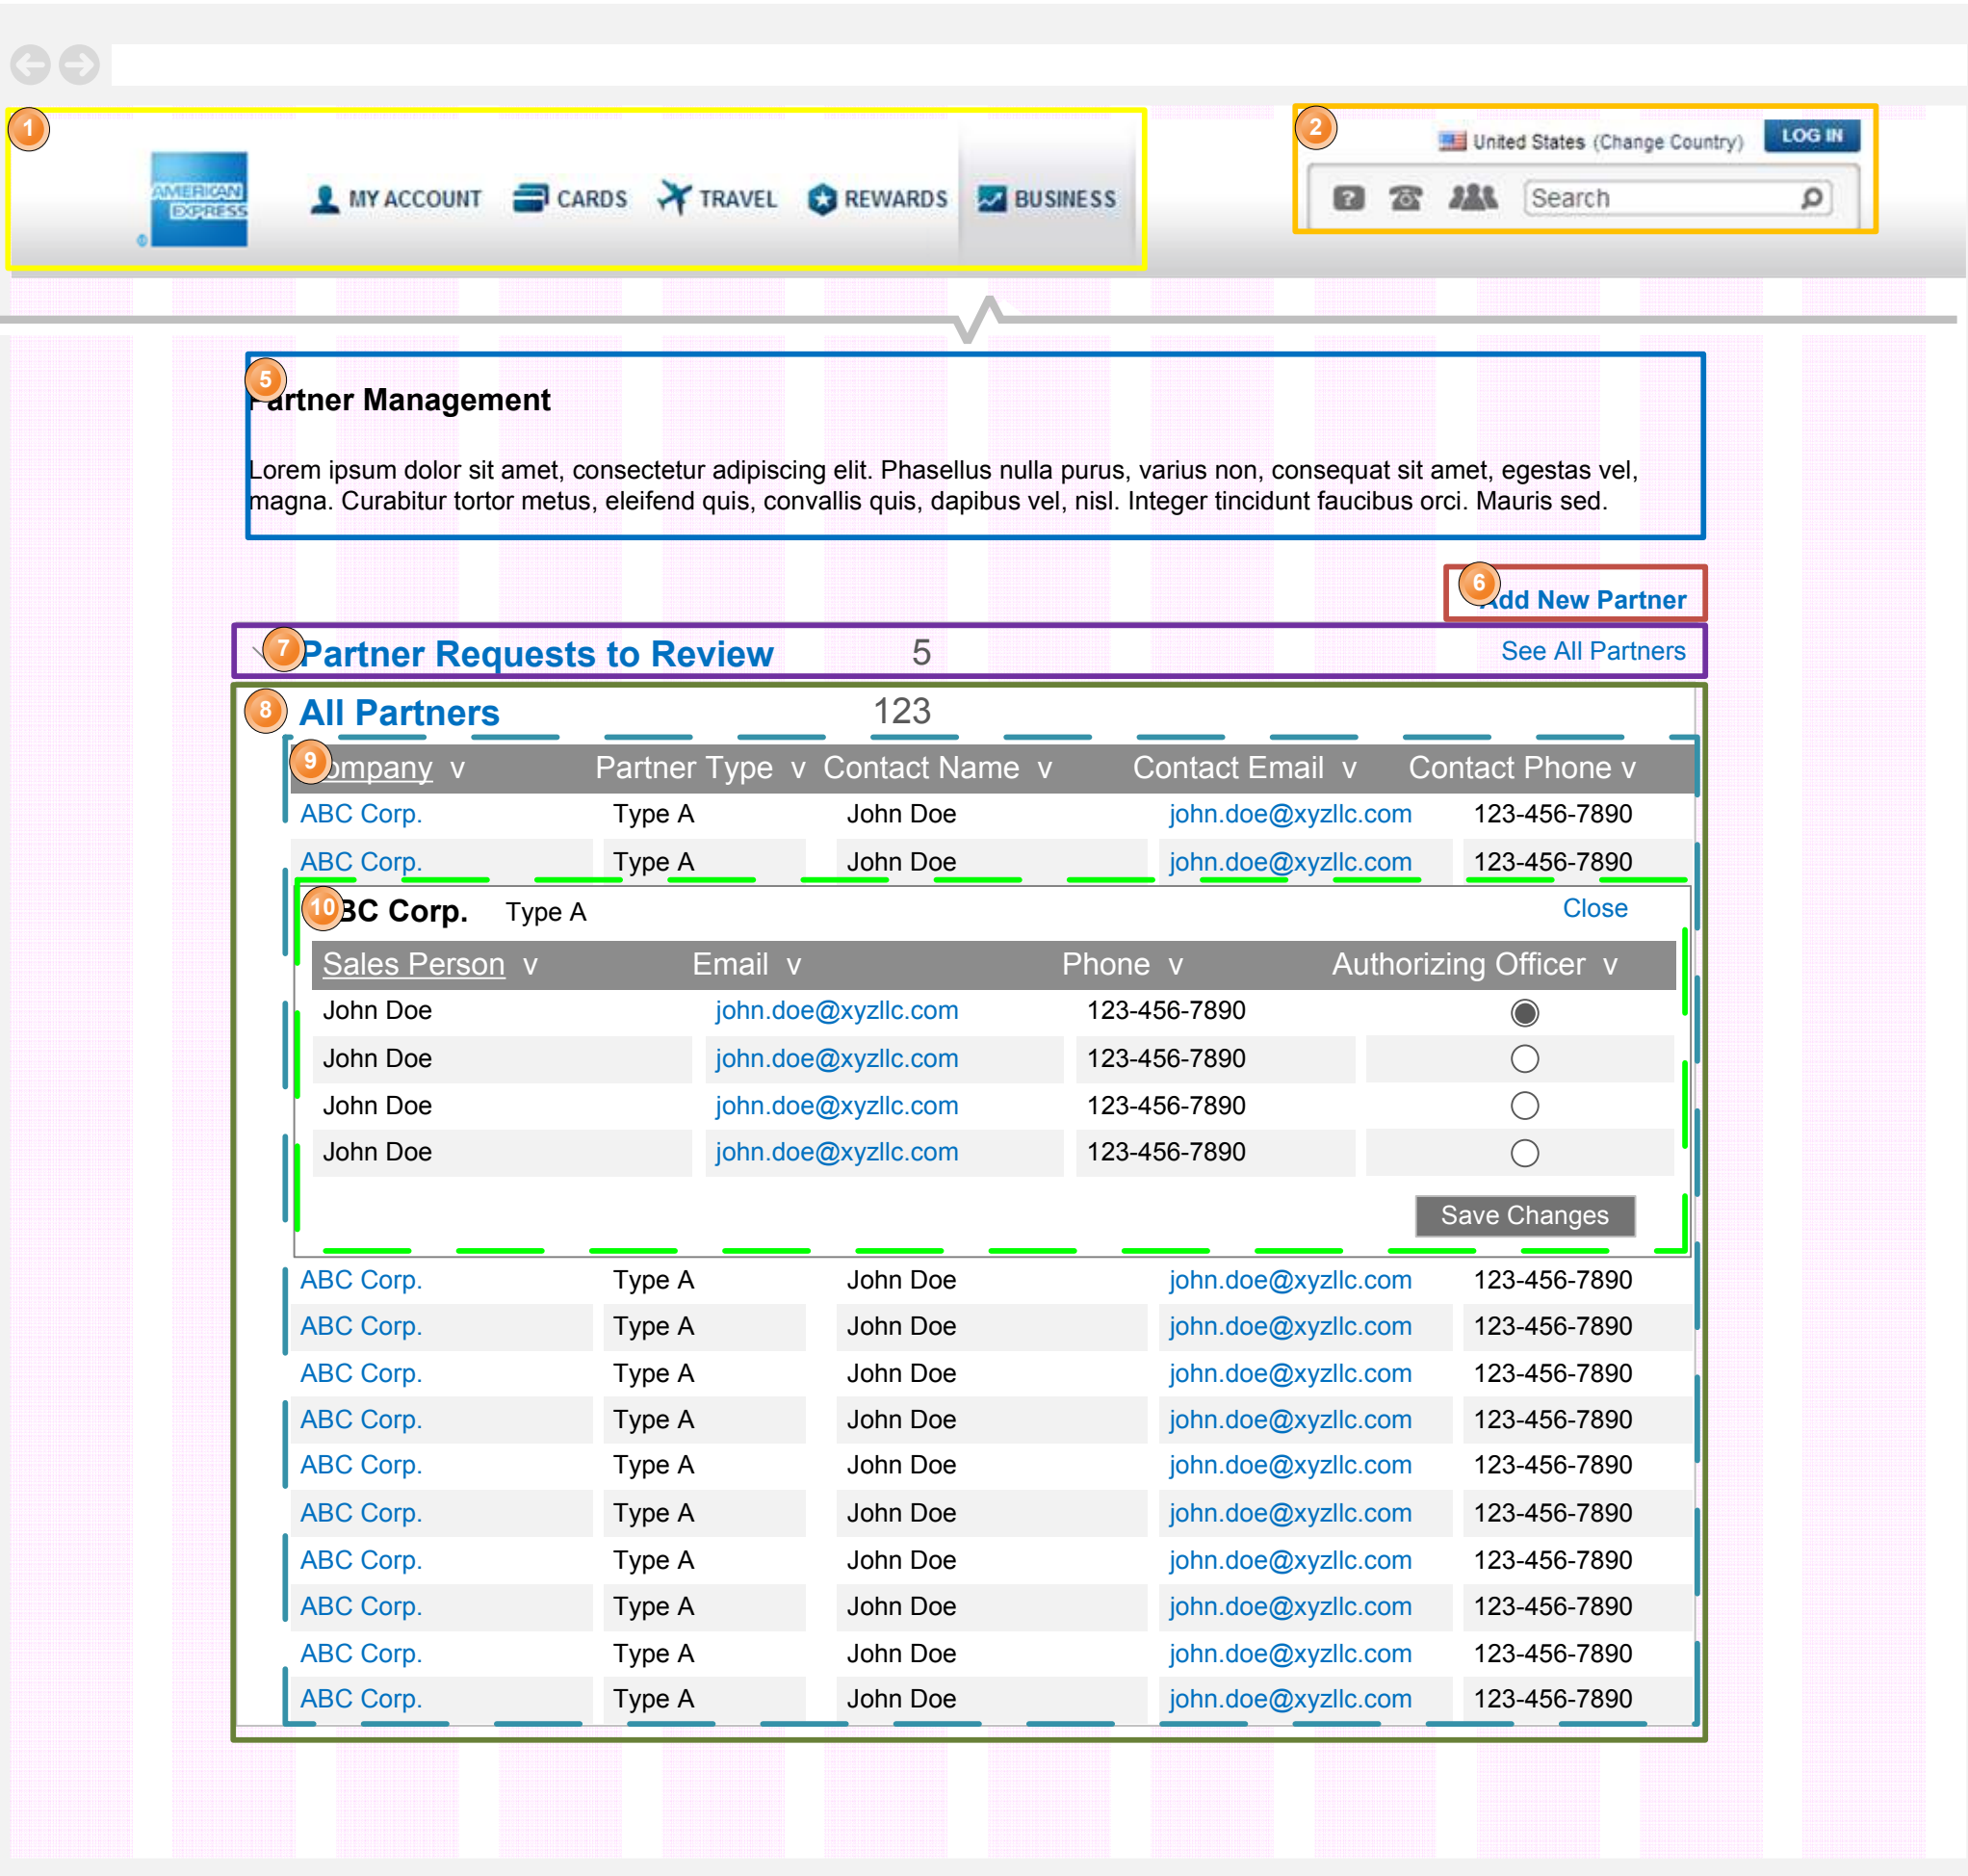 1
2
United States (Change Country) LOG IN
AMERICAN EXPRESS ®
MY ACCOUNT CARDS TRAVEL REWARDS BUSINESS
? Search
5
Partner Management
Lorem ipsum dolor sit amet, consectetur adipiscing elit. Phasellus nulla purus, varius non, consequat sit amet, egestas vel,
magna. Curabitur tortor metus, eleifend quis, convallis quis, dapibus vel, nisl. Integer tincidunt faucibus orci. Mauris sed.
6
Add New Partner
7 Partner Requests to Review 5 See All Partners
8 All Partners 123
9
Company v Partner Type v Contact Name v Contact Email v Contact Phone v
ABC Corp. Type A John Doe john.doe@xyzllc.com 123-456-7890
ABC Corp. Type A John Doe john.doe@xyzllc.com 123-456-7890
10 ABC Corp. Type A Close
Sales Person v Email v Phone v Authorizing Officer v
John Doe john.doe@xyzllc.com 123-456-7890
John Doe john.doe@xyzllc.com 123-456-7890
John Doe john.doe@xyzllc.com 123-456-7890
John Doe john.doe@xyzllc.com 123-456-7890
Save Changes
ABC Corp. Type A John Doe john.doe@xyzllc.com 123-456-7890
ABC Corp. Type A John Doe john.doe@xyzllc.com 123-456-7890
ABC Corp. Type A John Doe john.doe@xyzllc.com 123-456-7890
ABC Corp. Type A John Doe john.doe@xyzllc.com 123-456-7890
ABC Corp. Type A John Doe john.doe@xyzllc.com 123-456-7890
ABC Corp. Type A John Doe john.doe@xyzllc.com 123-456-7890
ABC Corp. Type A John Doe john.doe@xyzllc.com 123-456-7890
ABC Corp. Type A John Doe john.doe@xyzllc.com 123-456-7890
ABC Corp. Type A John Doe john.doe@xyzllc.com 123-456-7890
ABC Corp. Type A John Doe john.doe@xyzllc.com 123-456-7890